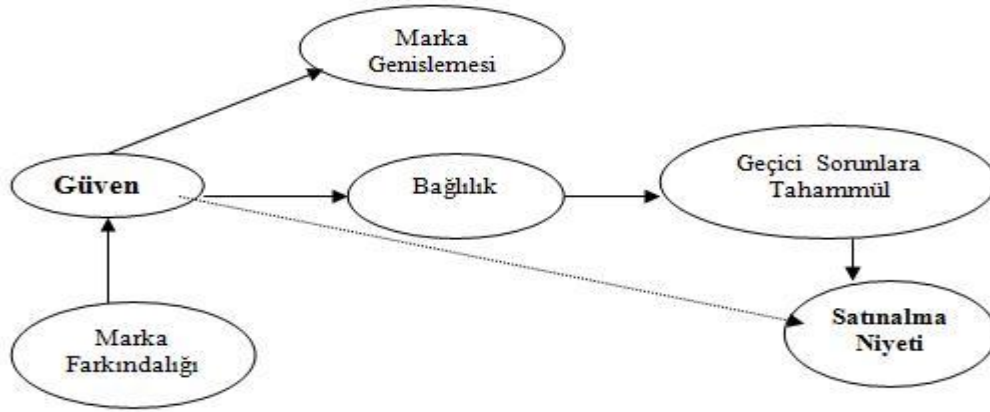 Marka
Genislemesi
Güven
Bağlılık
Geçici Sorunlara
Tahammül
Marka
Farkındalığı
Satınalma
Niyeti